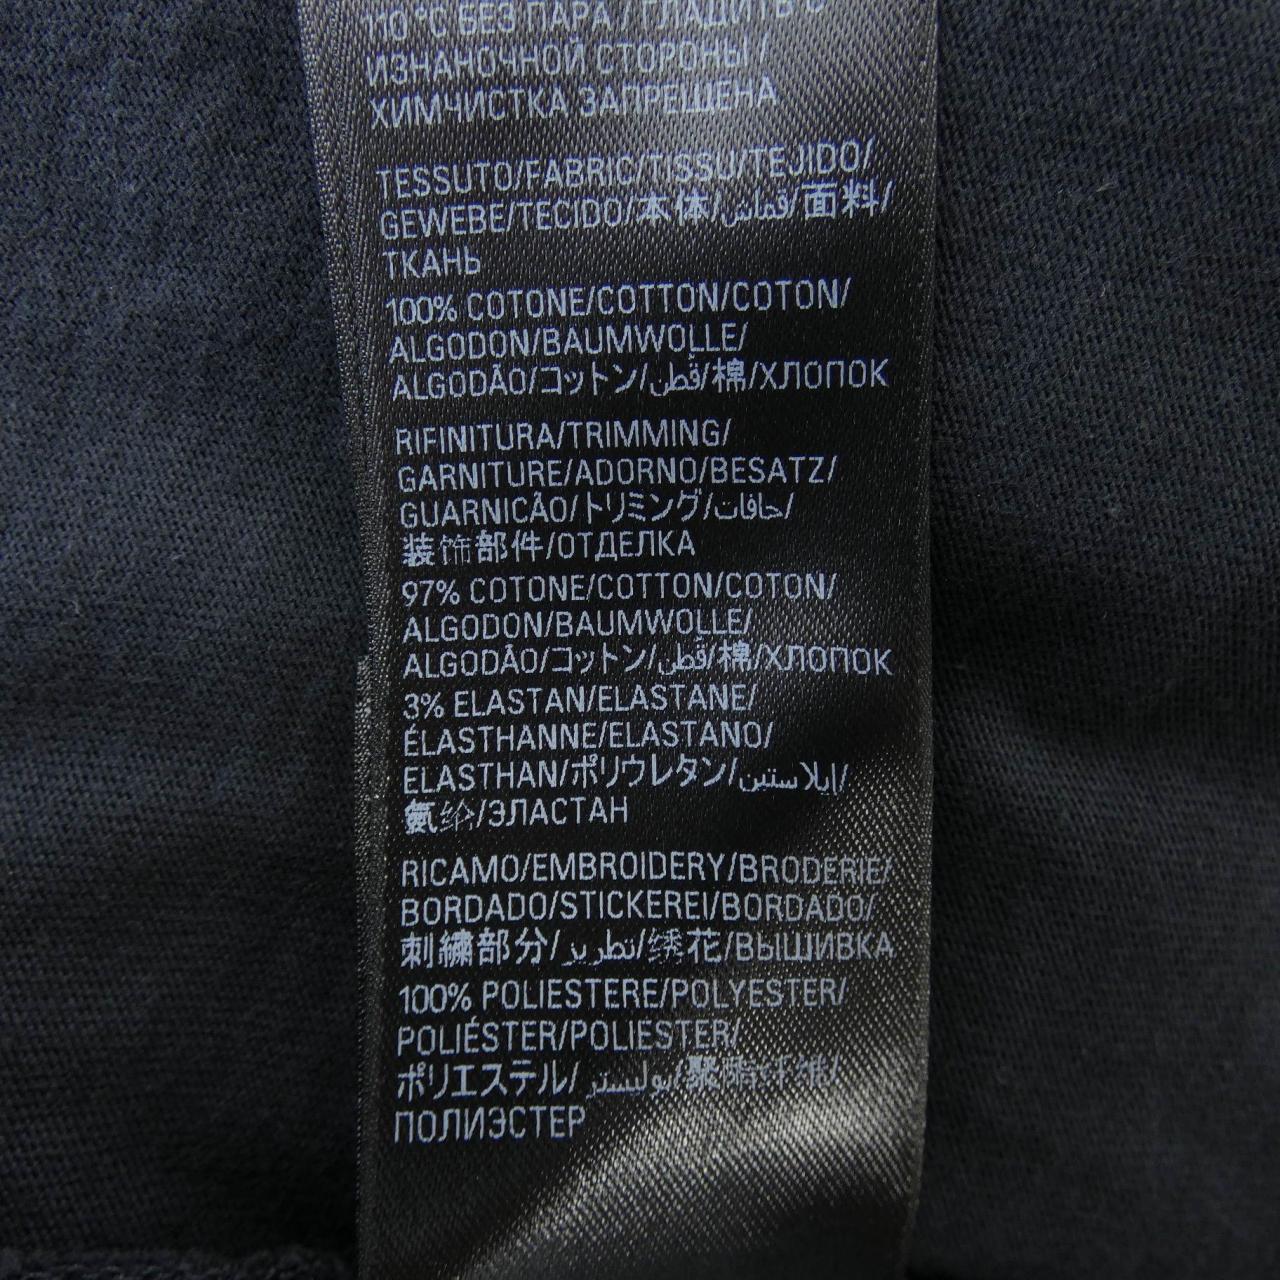 110 °C БЕЗ ПАРА / ГЛАДИТЬ С
ИЗНАНОЧНОЙ СТОРОНЫ /
ХИМЧИСТКА ЗАПРЕЩЕНА
TESSUTO/FABRIC/TISSU/TEJIDO/
GEWEBE/TECIDO/本体/قماش/面料/
ТКАНЬ
100% COTONE/COTTON/COTON/
ALGODON/BAUMWOLLE/
ALGODÃO/コットン/قطن/棉/ХЛОПОК
RIFINITURA/TRIMMING/
GARNITURE/ADORNO/BESATZ/
GUARNICÃO/トリミング/حافات/
装饰部件/ОТДЕЛКА
97% COTONE/COTTON/COTON/
ALGODON/BAUMWOLLE/
ALGODÃO/コットン/قطن/棉/ХЛОПОК
3% ELASTAN/ELASTANE/
ÉLASTHANNE/ELASTANO/
ELASTHAN/ポリウレタン/إيلاستين/
氨纶/ЭЛАСТАН
RICAMO/EMBROIDERY/BRODERIE/
BORDADO/STICKEREI/BORDADO/
刺繍部分/تطريز/绣花/ВЫШИВКА
100% POLIESTERE/POLYESTER/
POLIÉSTER/POLIESTER/
ポリエステル/بوليستر/聚酯纤维/
ПОЛИЭСТЕР